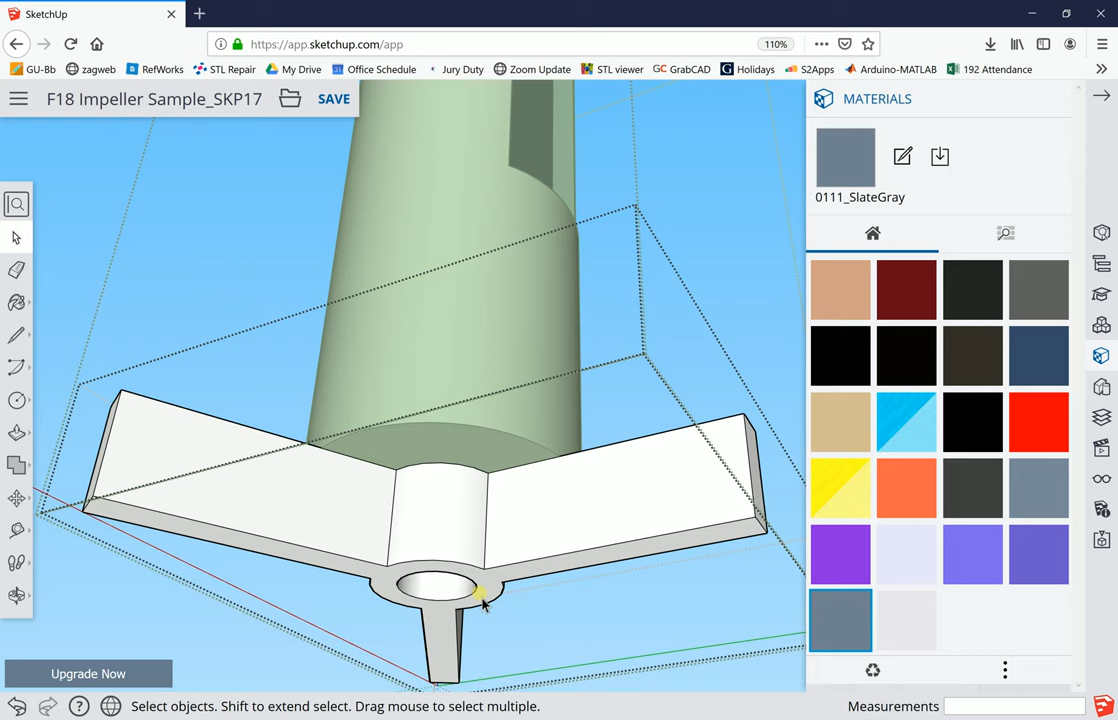 SketchUp
https://app.sketchup.com/app
110%
GU-Bb
zagweb
RefWorks
STL Repair
My Drive
Office Schedule
Jury Duty
Zoom Update
STL viewer
GC GrabCAD
Holidays
S2Apps
Arduino-MATLAB
192 Attendance
F18 Impeller Sample_SKP17
SAVE
MATERIALS
0111_SlateGray
Upgrade Now
Select objects. Shift to extend select. Drag mouse to select multiple.
Measurements